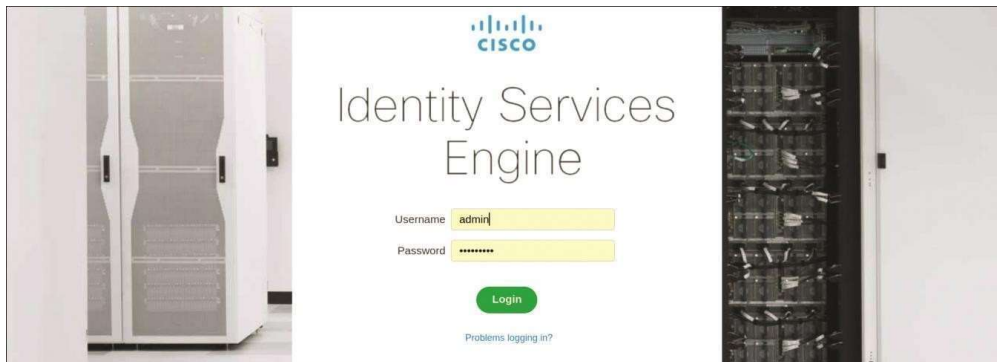 CISCO
Identity Services
Engine
Username admin
Password •••••••••
Login
Problems logging in?